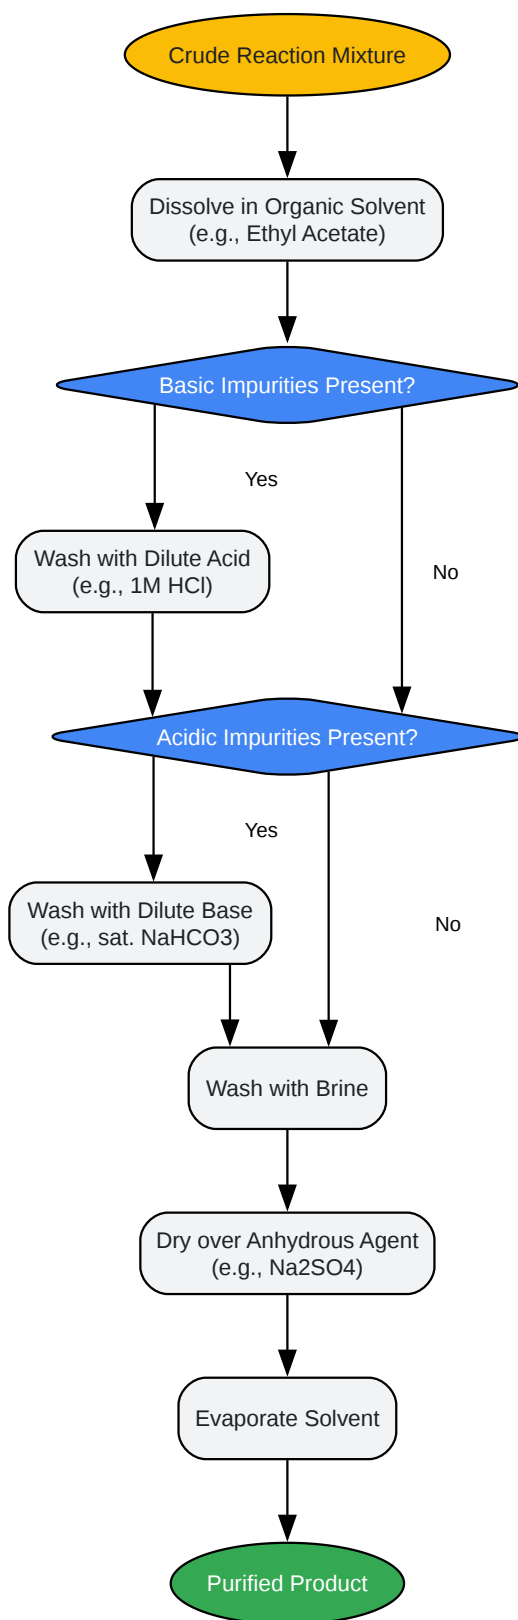 Crude Reaction Mixture
Dissolve in Organic Solvent
(e.g., Ethyl Acetate)
Basic Impurities Present?
Yes
Wash with Dilute Acid
(e.g., 1M HCl)
No
Acidic Impurities Present?
Yes
Wash with Dilute Base
(e.g., sat. NaHCO3)
No
Wash with Brine
Dry over Anhydrous Agent
(e.g., Na2SO4)
Evaporate Solvent
Purified Product